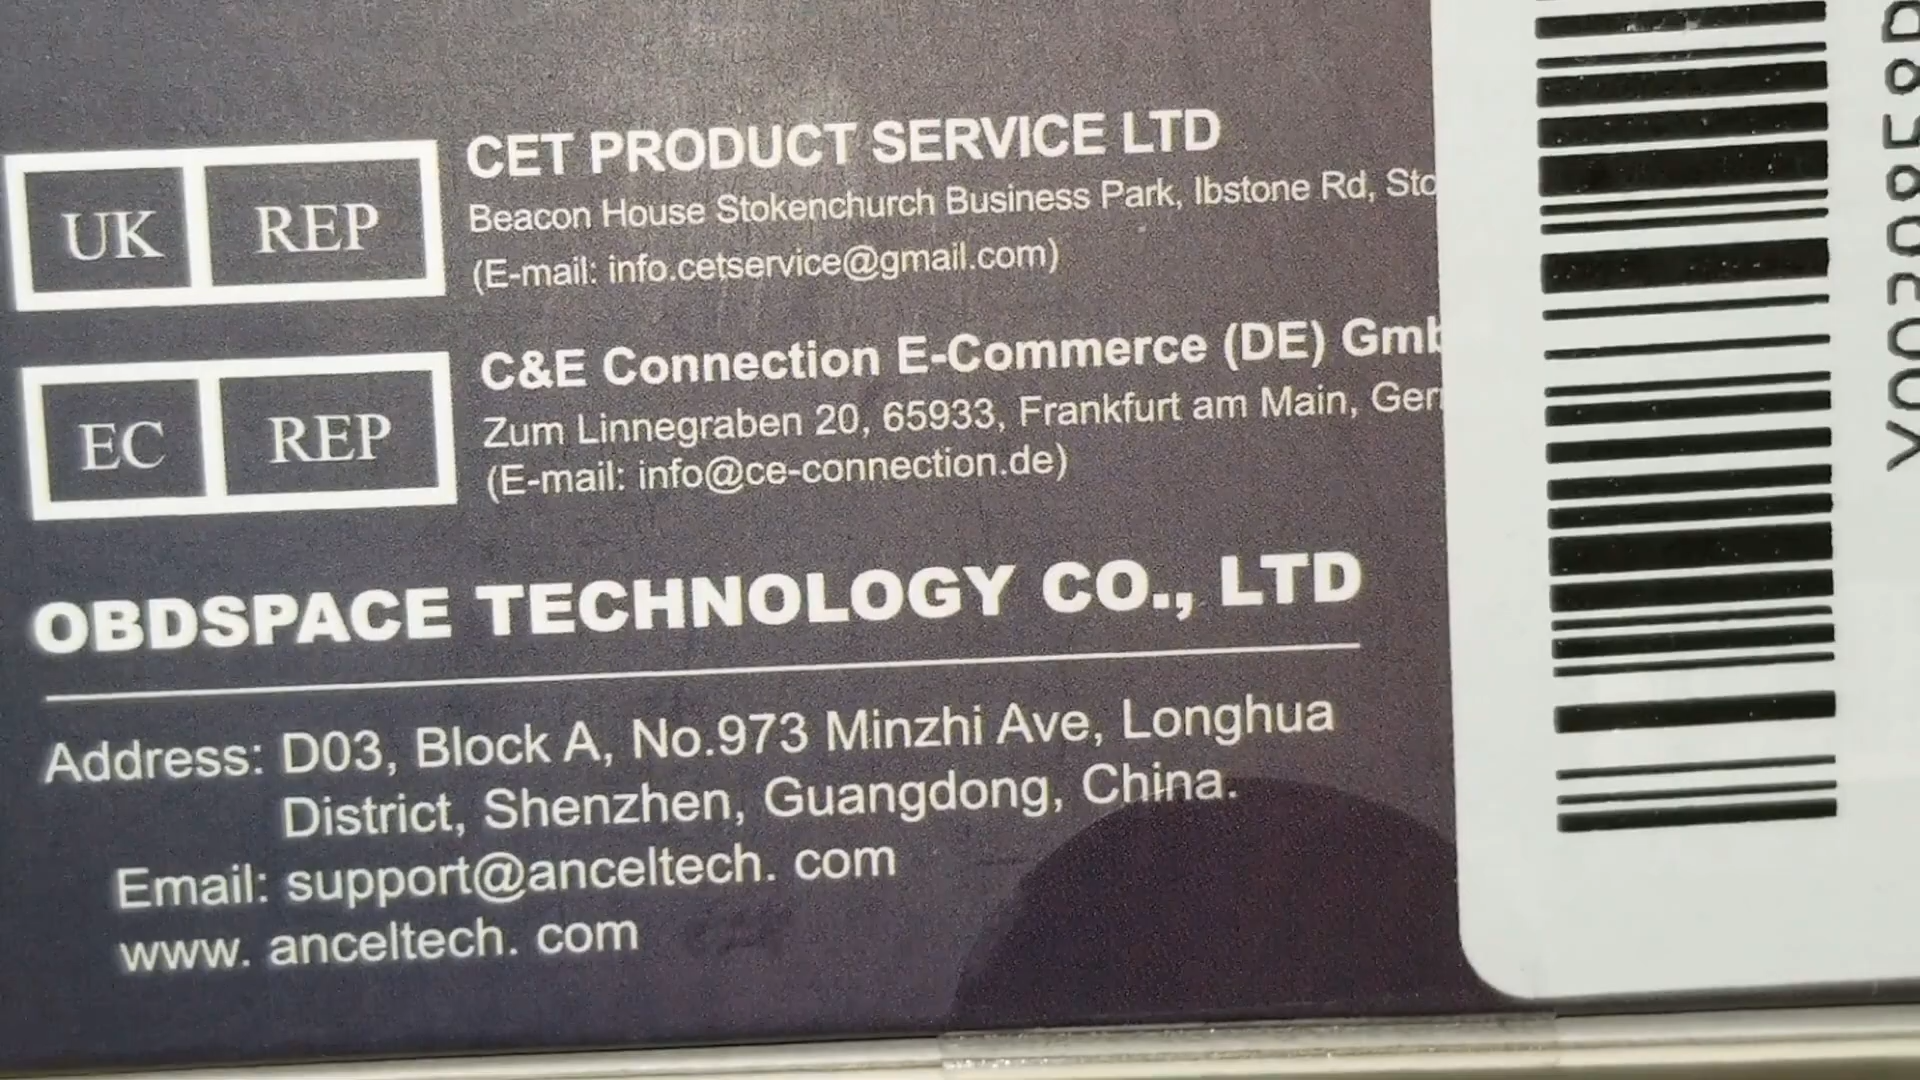 UK REP
CET PRODUCT SERVICE LTD
Beacon House Stokenchurch Business Park, Ibstone Rd,
(E-mail: info.cetservice@gmail.com)
EC REP
C&E Connection E-Commerce (DE)
Zum Linnegraben 20, 65933, Frankfurt am Main,
(E-mail: info@ce-connection.de)
OBDSPACE TECHNOLOGY CO., LTD
Address: D03, Block A, No.973 Minzhi Ave, Longhua
District, Shenzhen, Guangdong, China.
Email: support@anceltech. com
www. anceltech. com